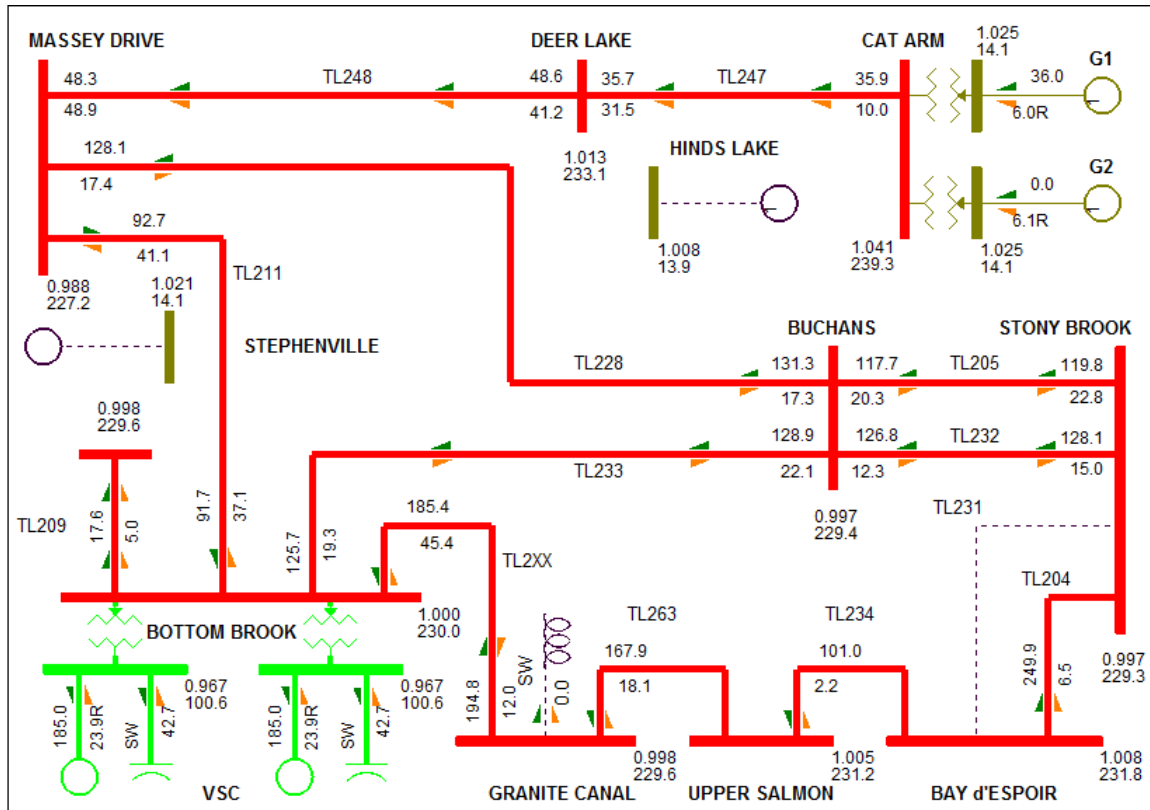 MASSEY DRIVE
DEER LAKE
CAT ARM
1.025
14.1
G1
48.3
TL248
48.6
35.7
TL247
35.9
36.0
48.9
41.2
31.5
10.0
6.0R
128.1
1.013
233.1
HINDS LAKE
G2
17.4
0.0
92.7
6.1R
41.1
1.041
239.3
1.025
14.1
0.988
227.2
1.021
14.1
TL211
1.008
13.9
STEPHENVILLE
BUCHANS
STONY BROOK
TL228
131.3
117.7
TL205
119.8
17.3
20.3
22.8
0.998
229.6
128.9
126.8
TL232
128.1
TL233
22.1
12.3
15.0
TL209
17.6
5.0
91.7
37.1
125.7
19.3
185.4
45.4
TL2XX
0.997
229.4
TL231
TL204
BOTTOM BROOK
1.000
230.0
TL263
TL234
167.9
101.0
18.1
2.2
249.9
6.5
0.997
229.3
0.967
100.6
0.967
100.6
194.8
12.0
SW
0.0
185.0
23.9R
SW
42.7
185.0
23.9R
SW
42.7
0.998
229.6
1.005
231.2
1.008
231.8
VSC
GRANITE CANAL
UPPER SALMON
BAY d'ESPOIR